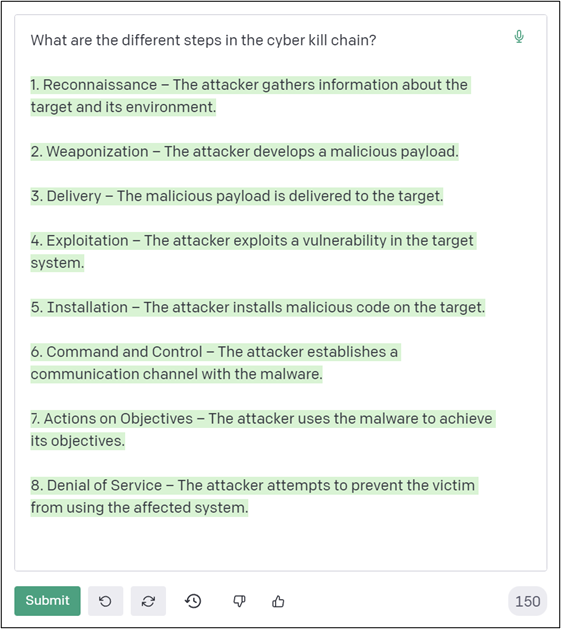 What are the different steps in the cyber kill chain?
1. Reconnaissance – The attacker gathers information about the
target and its environment.
2. Weaponization – The attacker develops a malicious payload.
3. Delivery – The malicious payload is delivered to the target.
4. Exploitation – The attacker exploits a vulnerability in the target
system.
5. Installation – The attacker installs malicious code on the target.
6. Command and Control – The attacker establishes a
communication channel with the malware.
7. Actions on Objectives – The attacker uses the malware to achieve
its objectives.
8. Denial of Service – The attacker attempts to prevent the victim
from using the affected system.
Submit
150